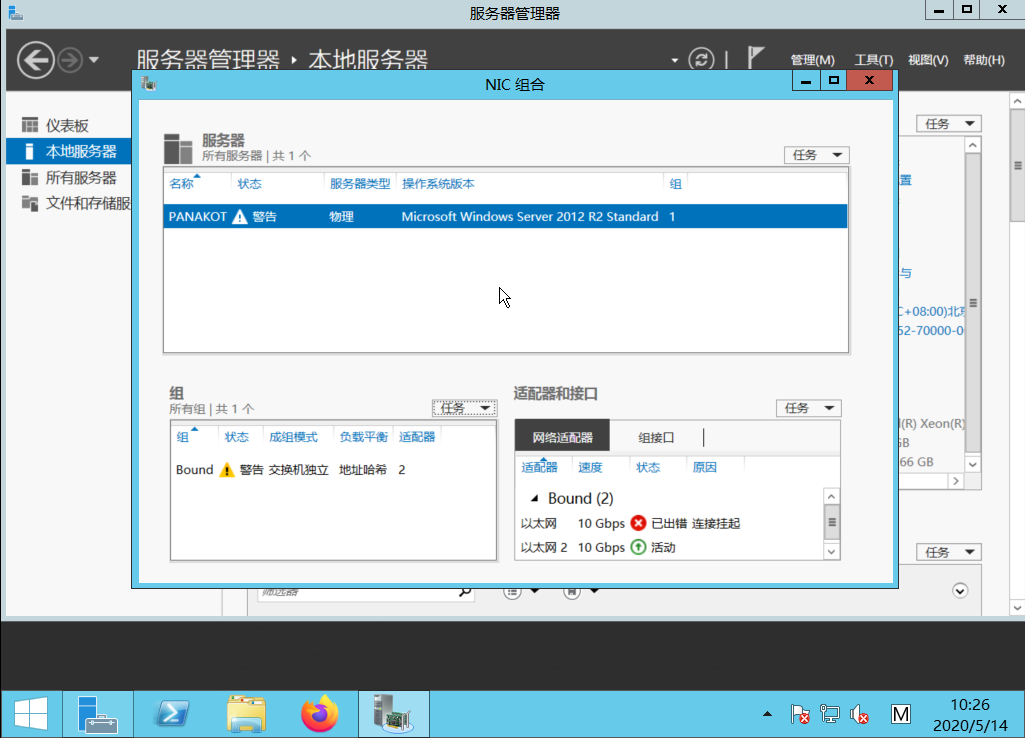 服务器管理器
服务器管理器 · 本地服务器
管理(M) 工具(T) 视图(V) 帮助(H)
NIC 组合
仪表板
本地服务器
所有服务器
文件和存储服
任务
服务器
所有服务器 | 共 1 个
任务
名称 状态 服务器类型 操作系统版本 组
PANAKOT 警告 物理 Microsoft Windows Server 2012 R2 Standard 1
置
与
C+08:00)北京
52-70000-0
l(R) Xeon(R)
GB
66 GB
组
所有组 | 共 1 个
任务
组 状态 成组模式 负载平衡 适配器
Bound 警告 交换机独立 地址哈希 2
适配器和接口
任务
网络适配器 组接口
适配器 速度 状态 原因
Bound (2)
以太网 10 Gbps 已出错 连接挂起
以太网 2 10 Gbps 活动
任务
筛选器
M
10:26
2020/5/14